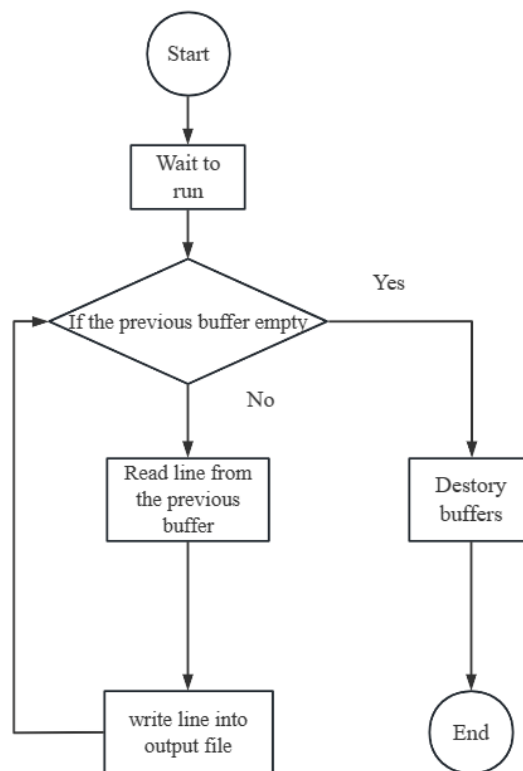 Start
Wait to
run
Yes
If the previous buffer empty
No
Read line from
the previous
buffer
Destory
buffers
write line into
output file
End